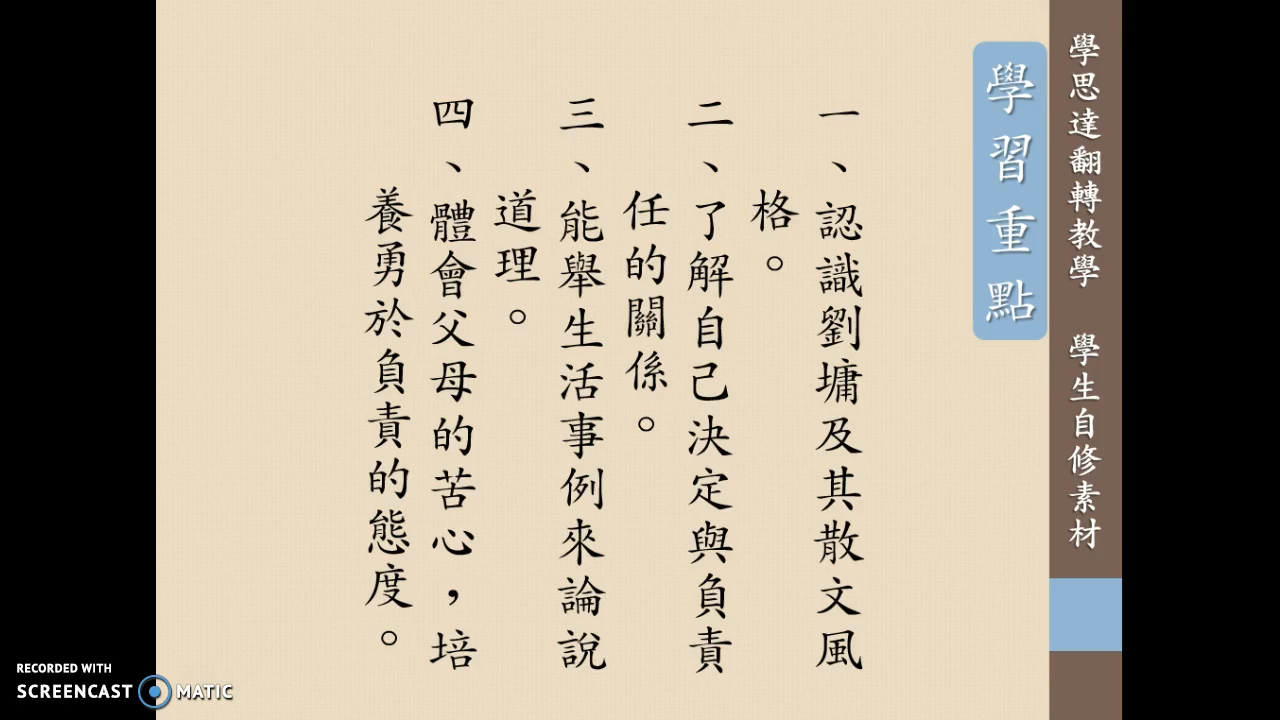 學思達翻轉教學 學生自修素材
學習重點
一、認識劉墉及其散文風
格。
二、了解自己決定與負責
任的關係。
三、能舉生活事例來論說
道理。
四、體會父母的苦心，培
養勇於負責的態度。
RECORDED WITH
SCREENCAST MATIC